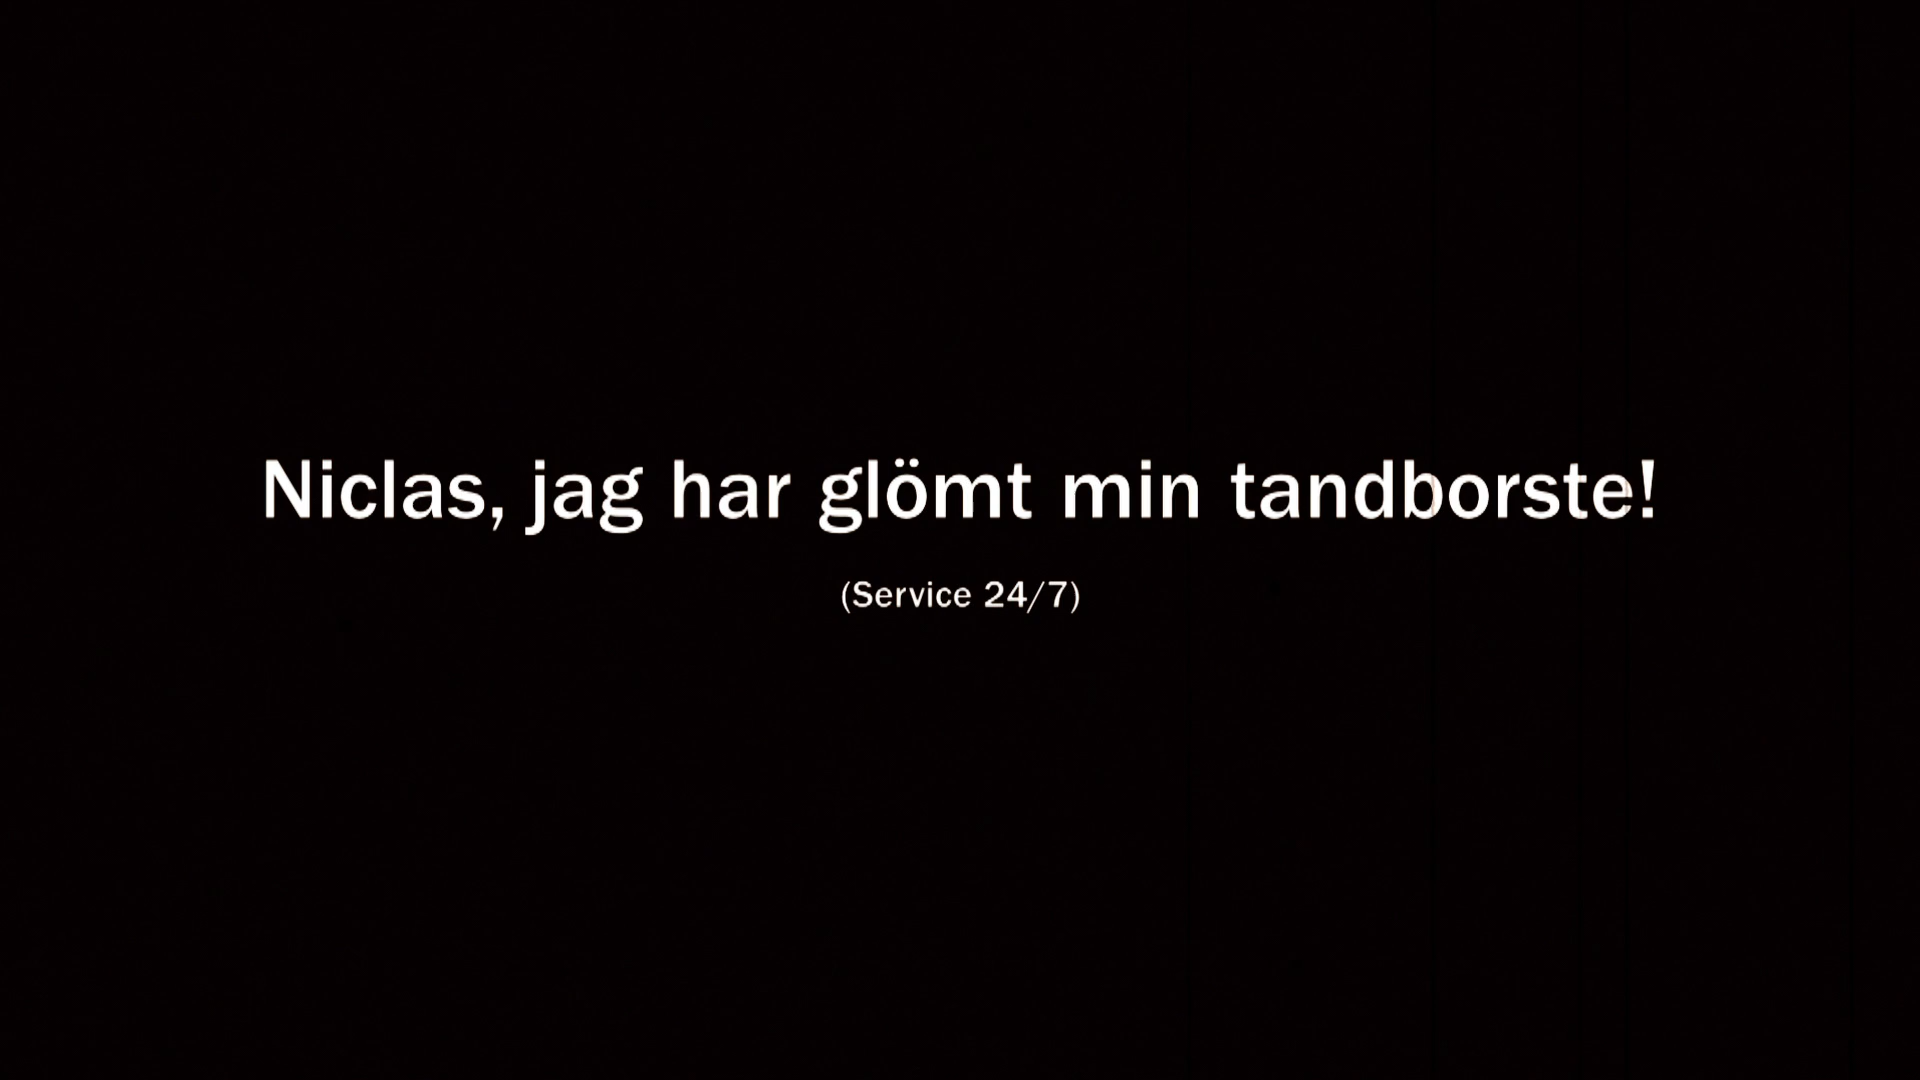 Niclas, jag har glömt min tandborste!
(Service 24/7)